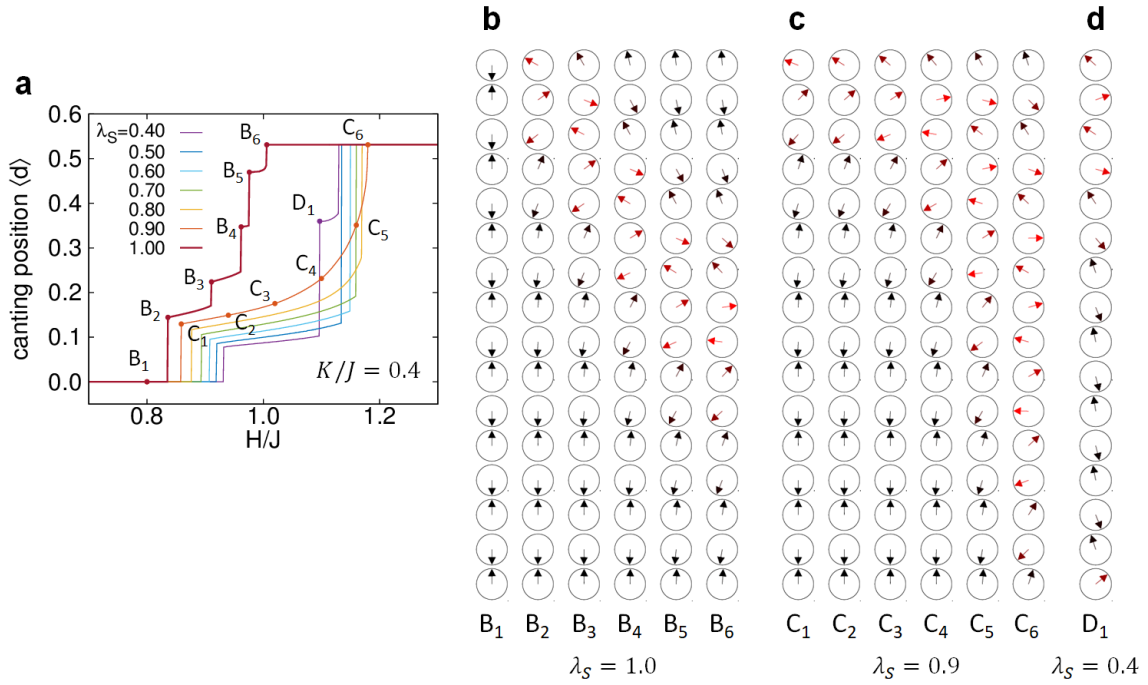 a
b
c
d
canting position ⟨d⟩
0.6
0.5
0.4
0.3
0.2
0.1
0.0
0.8
1.0
1.2
H/J
λS=0.40
0.50
0.60
0.70
0.80
0.90
1.00
B1
B2
B3
B4
B5
B6
C1
C2
C3
C4
C5
C6
D1
K/J = 0.4
B1 B2 B3 B4 B5 B6
C1 C2 C3 C4 C5 C6
D1
λS = 1.0
λS = 0.9
λS = 0.4